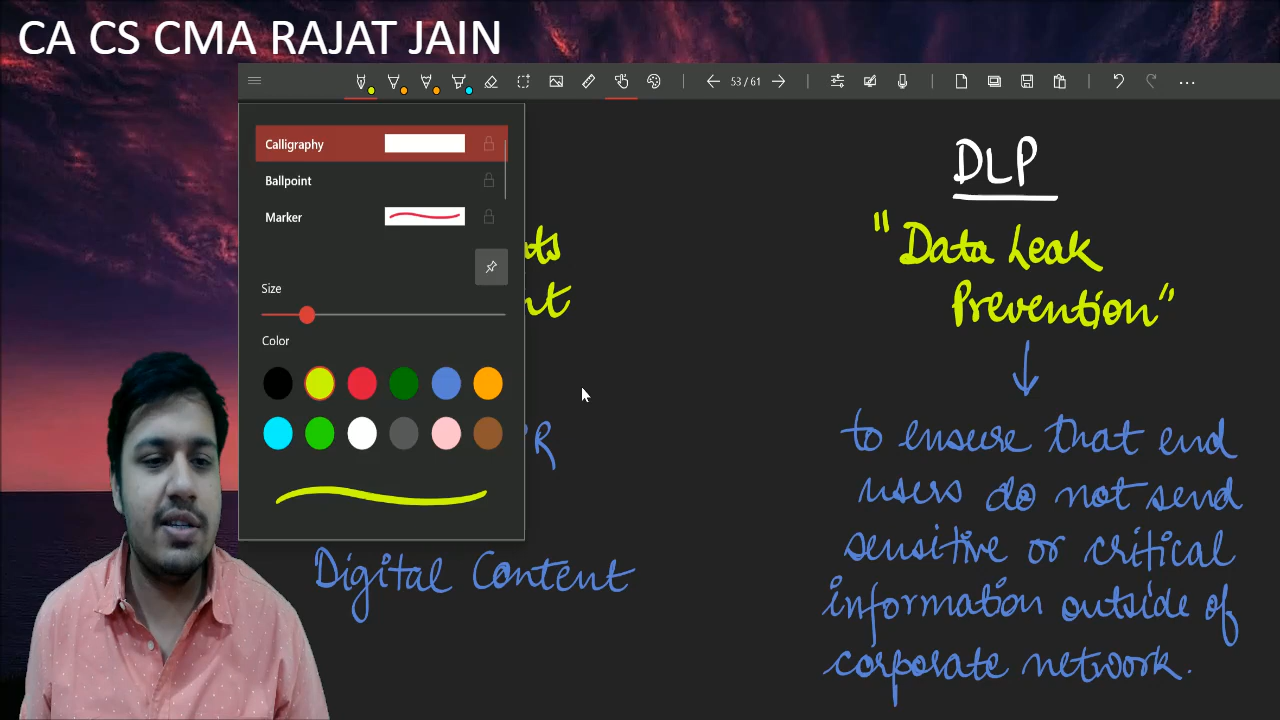 CA CS CMA RAJAT JAIN
53 / 61
Calligraphy
Ballpoint
Marker
Size
Color
Digital Content
DLP
"Data Leak
Prevention"
to ensure that end
users do not send
sensitive or critical
information outside of
corporate network.